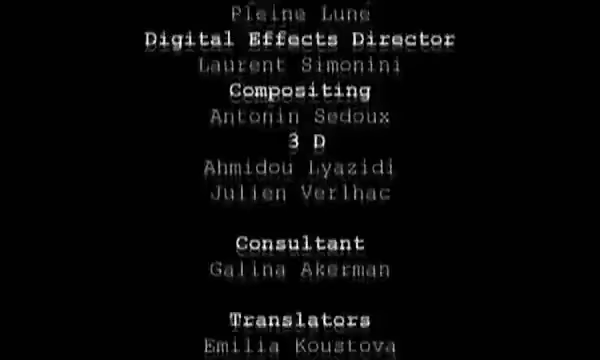 Pleine Lune
Digital Effects Director
Laurent Simonini
Compositing
Antonin Sedoux
3 D
Ahmidou Lyazidi
Julien Verlhac
Consultant
Galina Akerman
Translators
Emilia Koustova